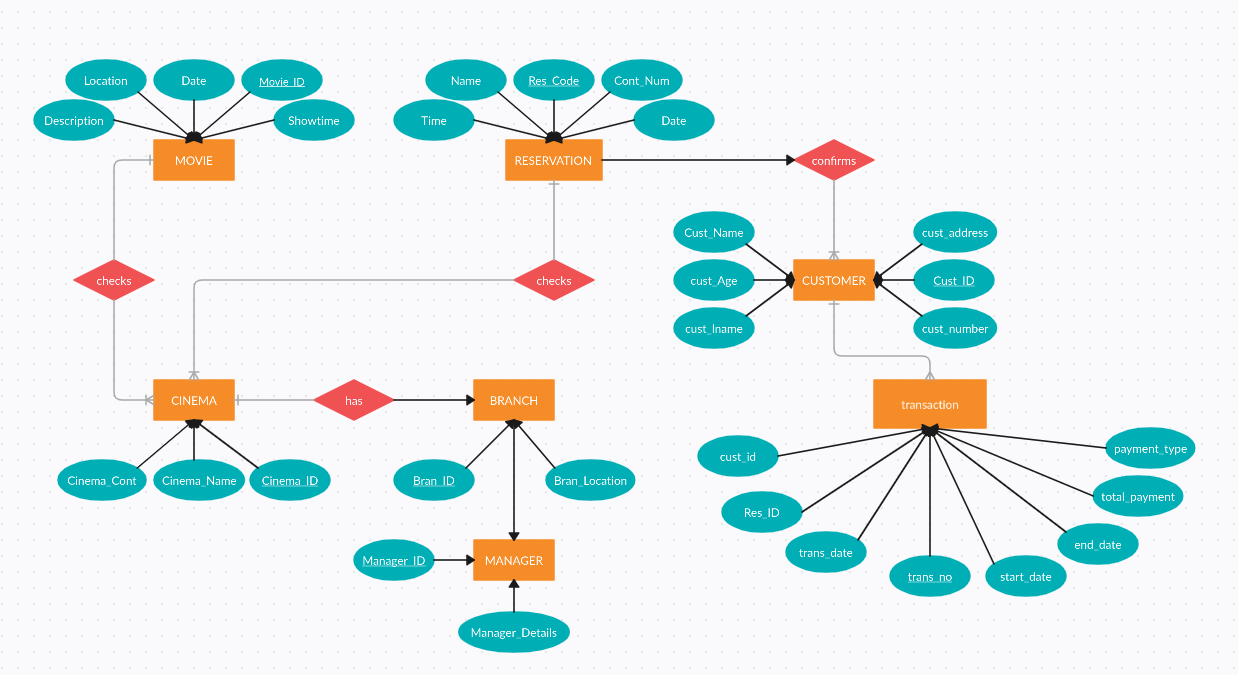 Location
Date
Movie_ID
Description
Showtime
MOVIE
Name
Res_Code
Cont_Num
Time
Date
RESERVATION
confirms
Cust_Name
cust_address
cust_Age
CUSTOMER
Cust_ID
cust_lname
cust_number
checks
checks
CINEMA
has
BRANCH
transaction
Cinema_Cont
Cinema_Name
Cinema_ID
Bran_ID
Bran_Location
cust_id
payment_type
total_payment
Res_ID
trans_date
end_date
trans_no
start_date
Manager_ID
MANAGER
Manager_Details